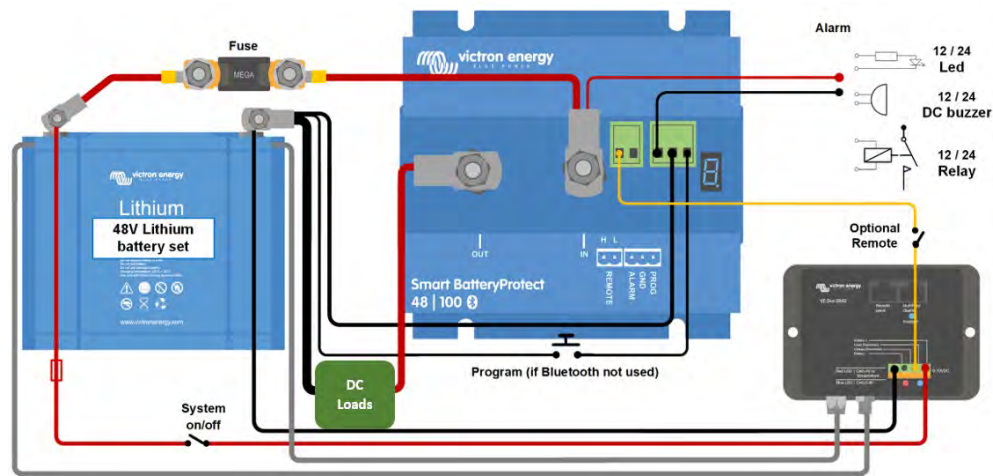 Fuse
MEGA
victron energy
BLUE POWER
Alarm
12 / 24
Led
12 / 24
DC buzzer
12 / 24
Relay
victron energy
Lithium
48V Lithium
battery set
www.victronenergy.com
OUT
IN
H L
REMOTE
ALARM
GND
PROG
Smart BatteryProtect
48 | 100
Optional
Remote
Program (if Bluetooth not used)
DC
Loads
System
on/off